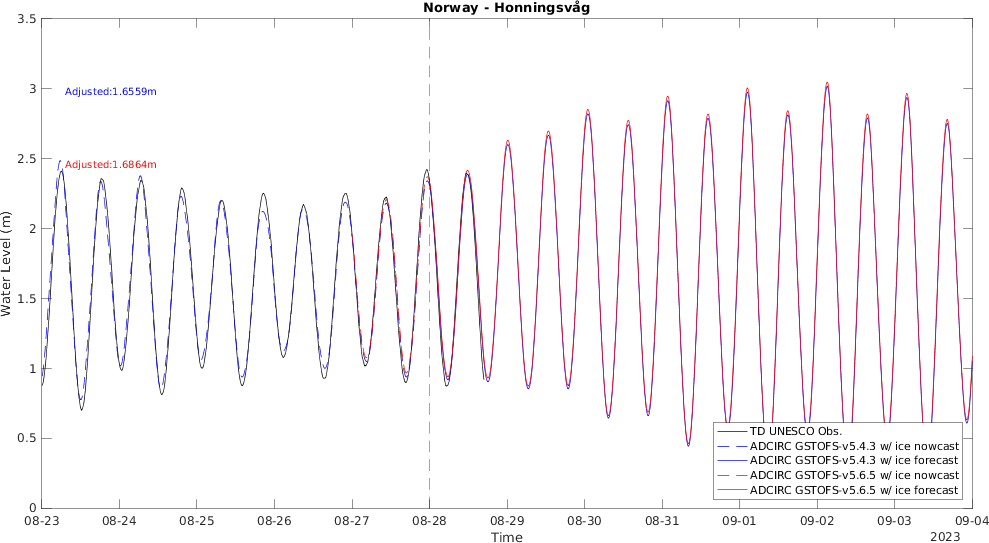 Norway - Honningsvåg
3.5
3
2.5
2
1.5
1
0.5
0
Water Level (m)
Adjusted:1.6559m
Adjusted:1.6864m
TD UNESCO Obs.
ADCIRC GSTOFS-v5.4.3 w/ ice nowcast
ADCIRC GSTOFS-v5.4.3 w/ ice forecast
ADCIRC GSTOFS-v5.6.5 w/ ice nowcast
ADCIRC GSTOFS-v5.6.5 w/ ice forecast
08-23 08-24 08-25 08-26 08-27 08-28 08-29 08-30 08-31 09-01 09-02 09-03 09-04
Time
2023